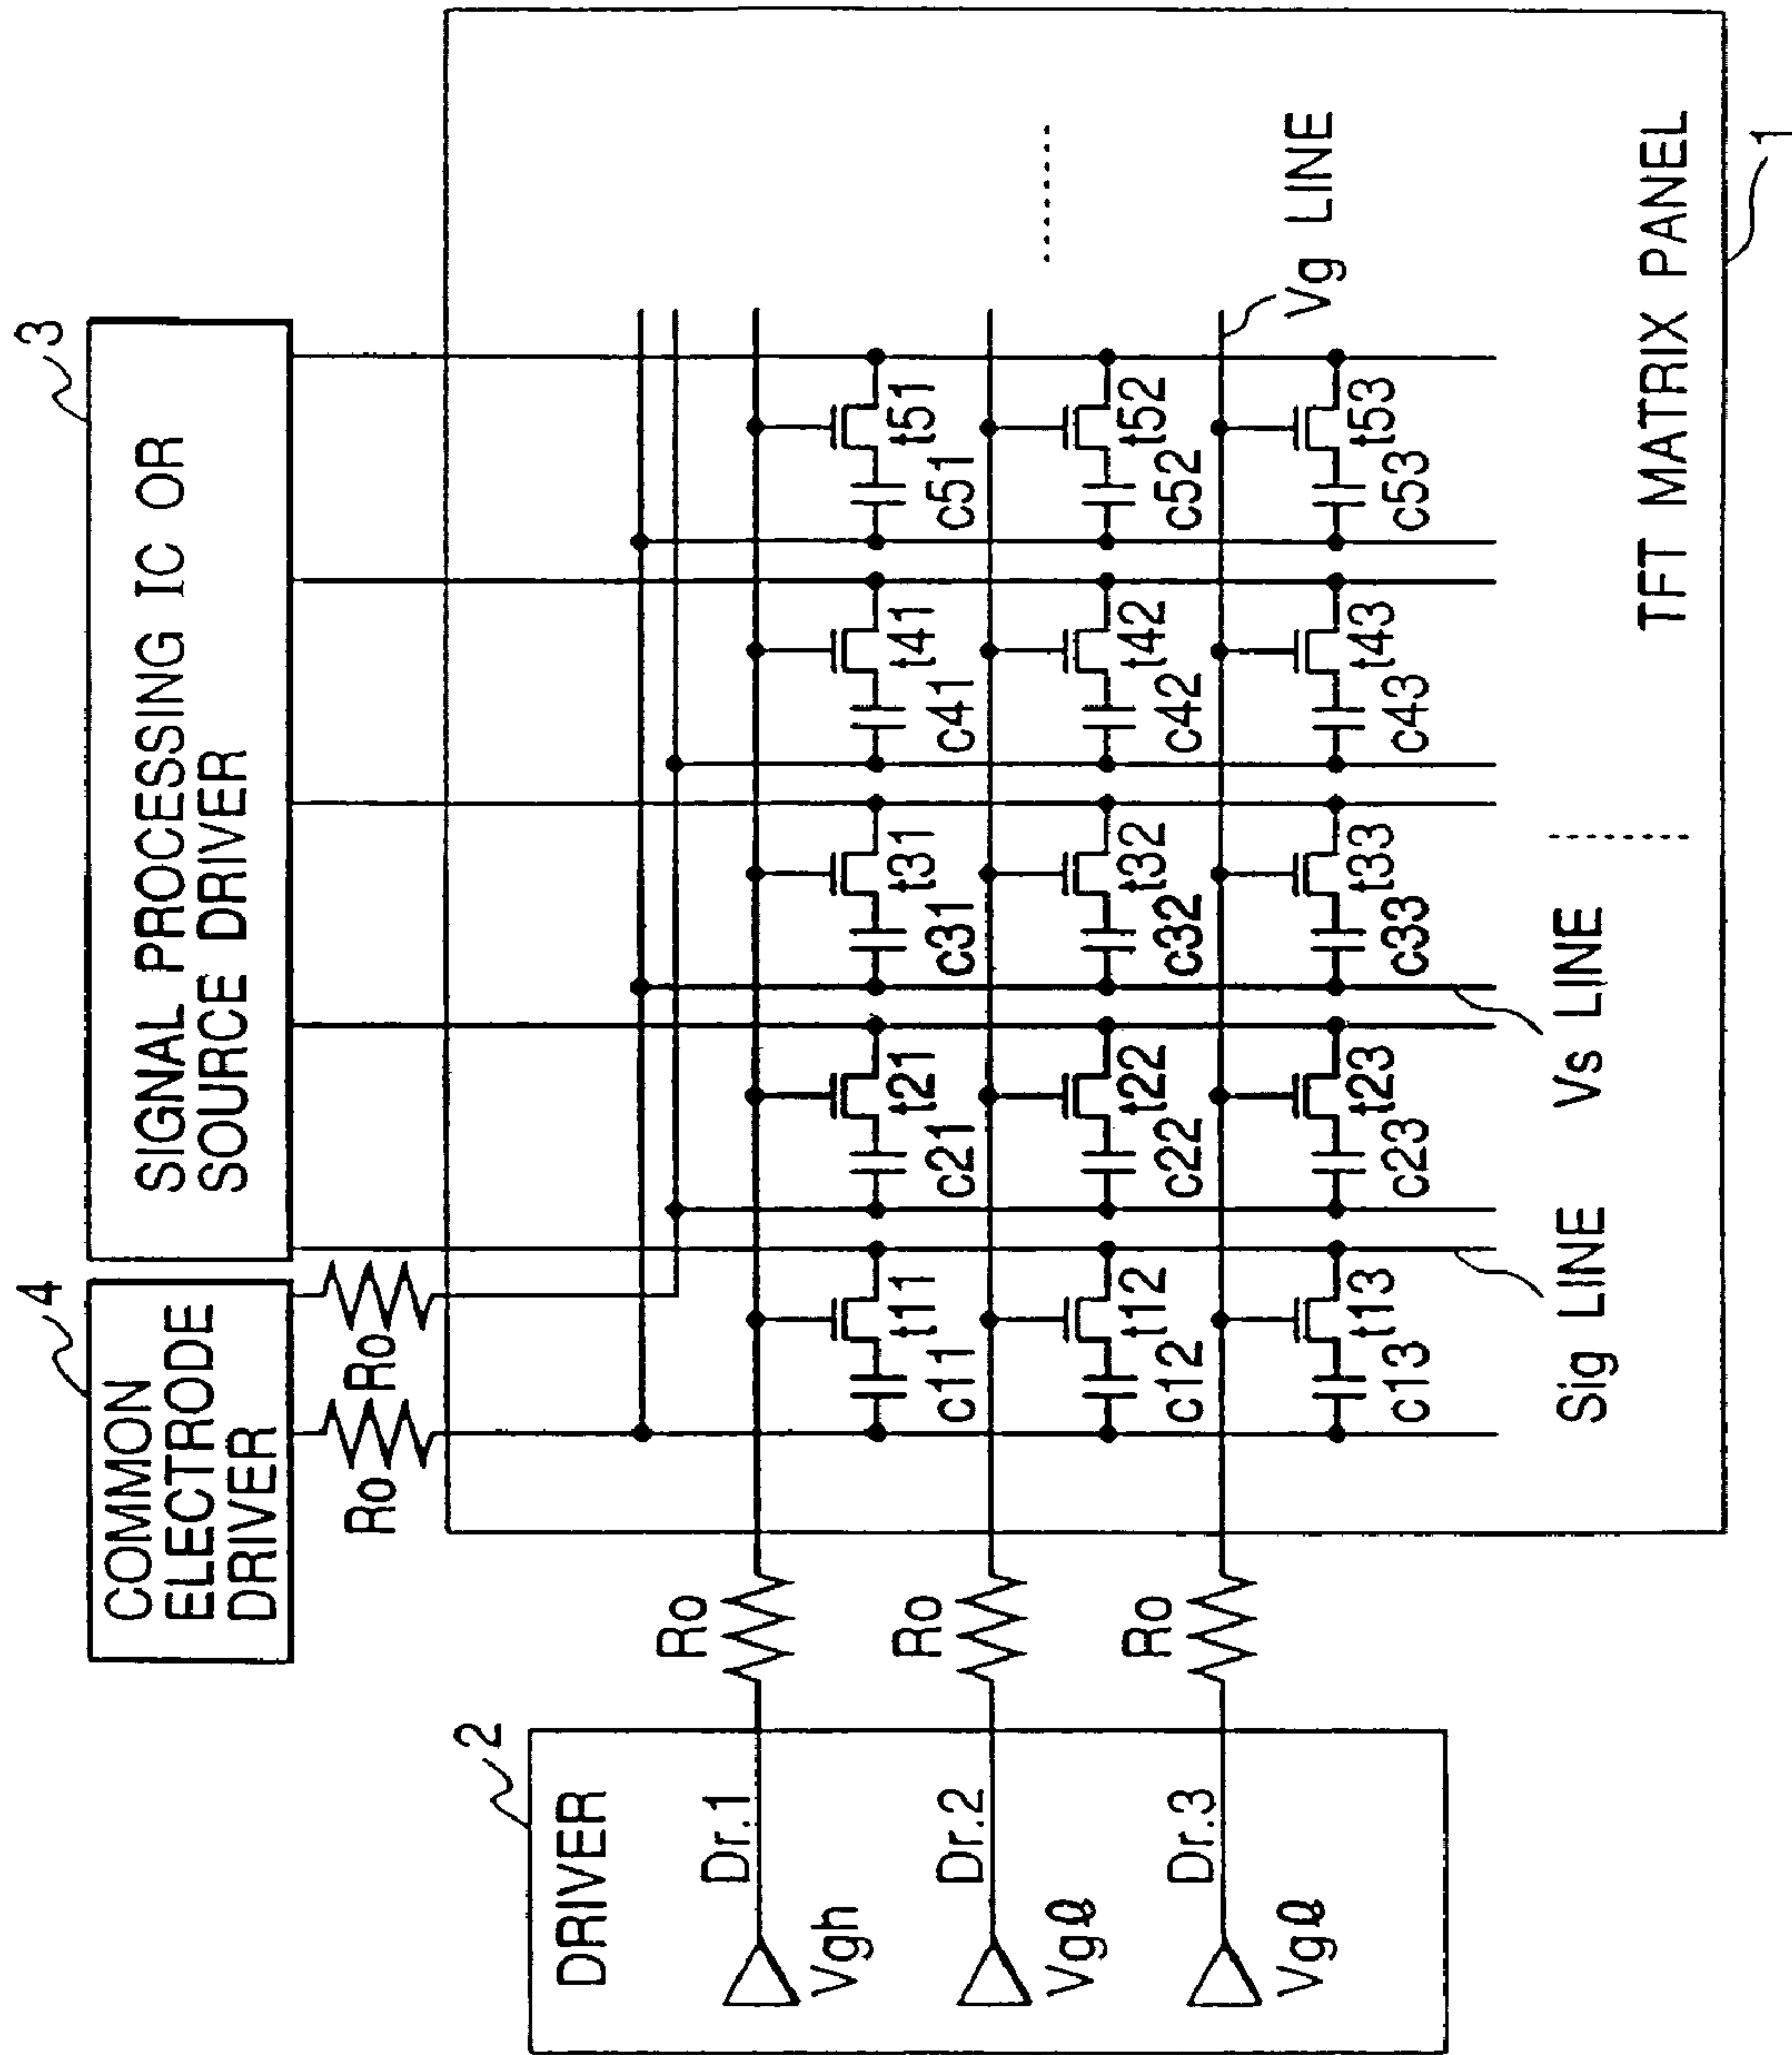 4
COMMON
ELECTRODE
DRIVER
3
SIGNAL PROCESSING IC OR
SOURCE DRIVER
Ro
Ro
2
DRIVER
Dr.1
Vgh
Ro
t11
c11
t21
c21
t31
c31
t41
c41
t51
c51
Dr.2
Vgℓ
Ro
t12
c12
t22
c22
t32
c32
t42
c42
t52
c52
Dr.3
Vgℓ
Ro
t13
c13
t23
c23
t33
c33
t43
c43
t53
c53
Vg LINE
Sig LINE
Vs LINE
TFT MATRIX PANEL
1